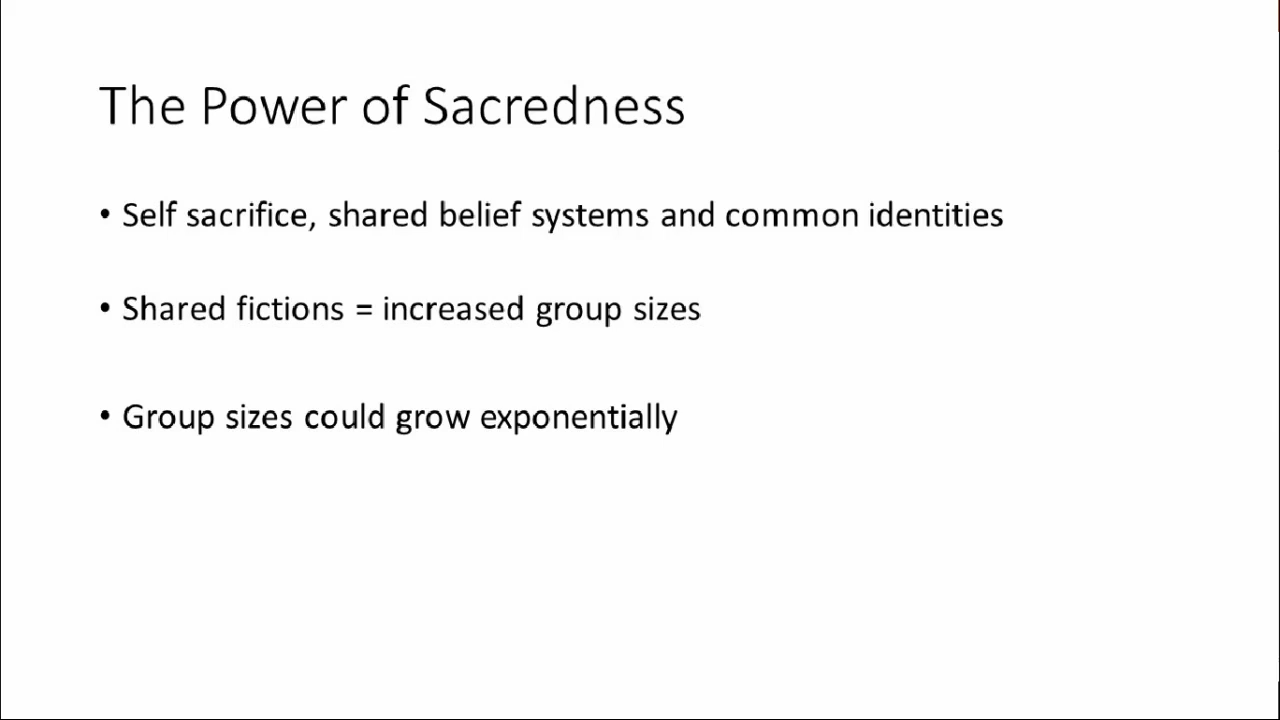 The Power of Sacredness
• Self sacrifice, shared belief systems and common identities
• Shared fictions = increased group sizes
• Group sizes could grow exponentially